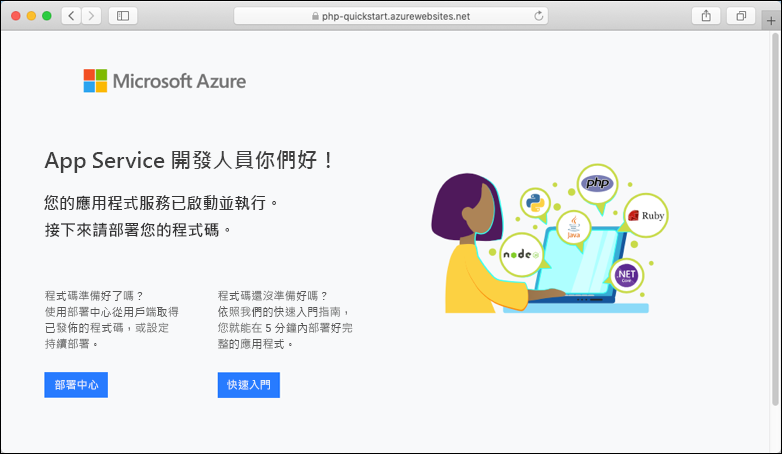 php-quickstart.azurewebsites.net
Microsoft Azure
App Service 開發人員你們好！
您的應用程式服務已啟動並執行。
接下來請部署您的程式碼。
程式碼準備好了嗎？
使用部署中心從用戶端取得
已發佈的程式碼，或設定
持續部署。
部署中心
程式碼還沒準備好嗎？
依照我們的快速入門指南，
您就能在 5 分鐘內部署好完
整的應用程式。
快速入門
php
Ruby
Java
node
.NET
Core